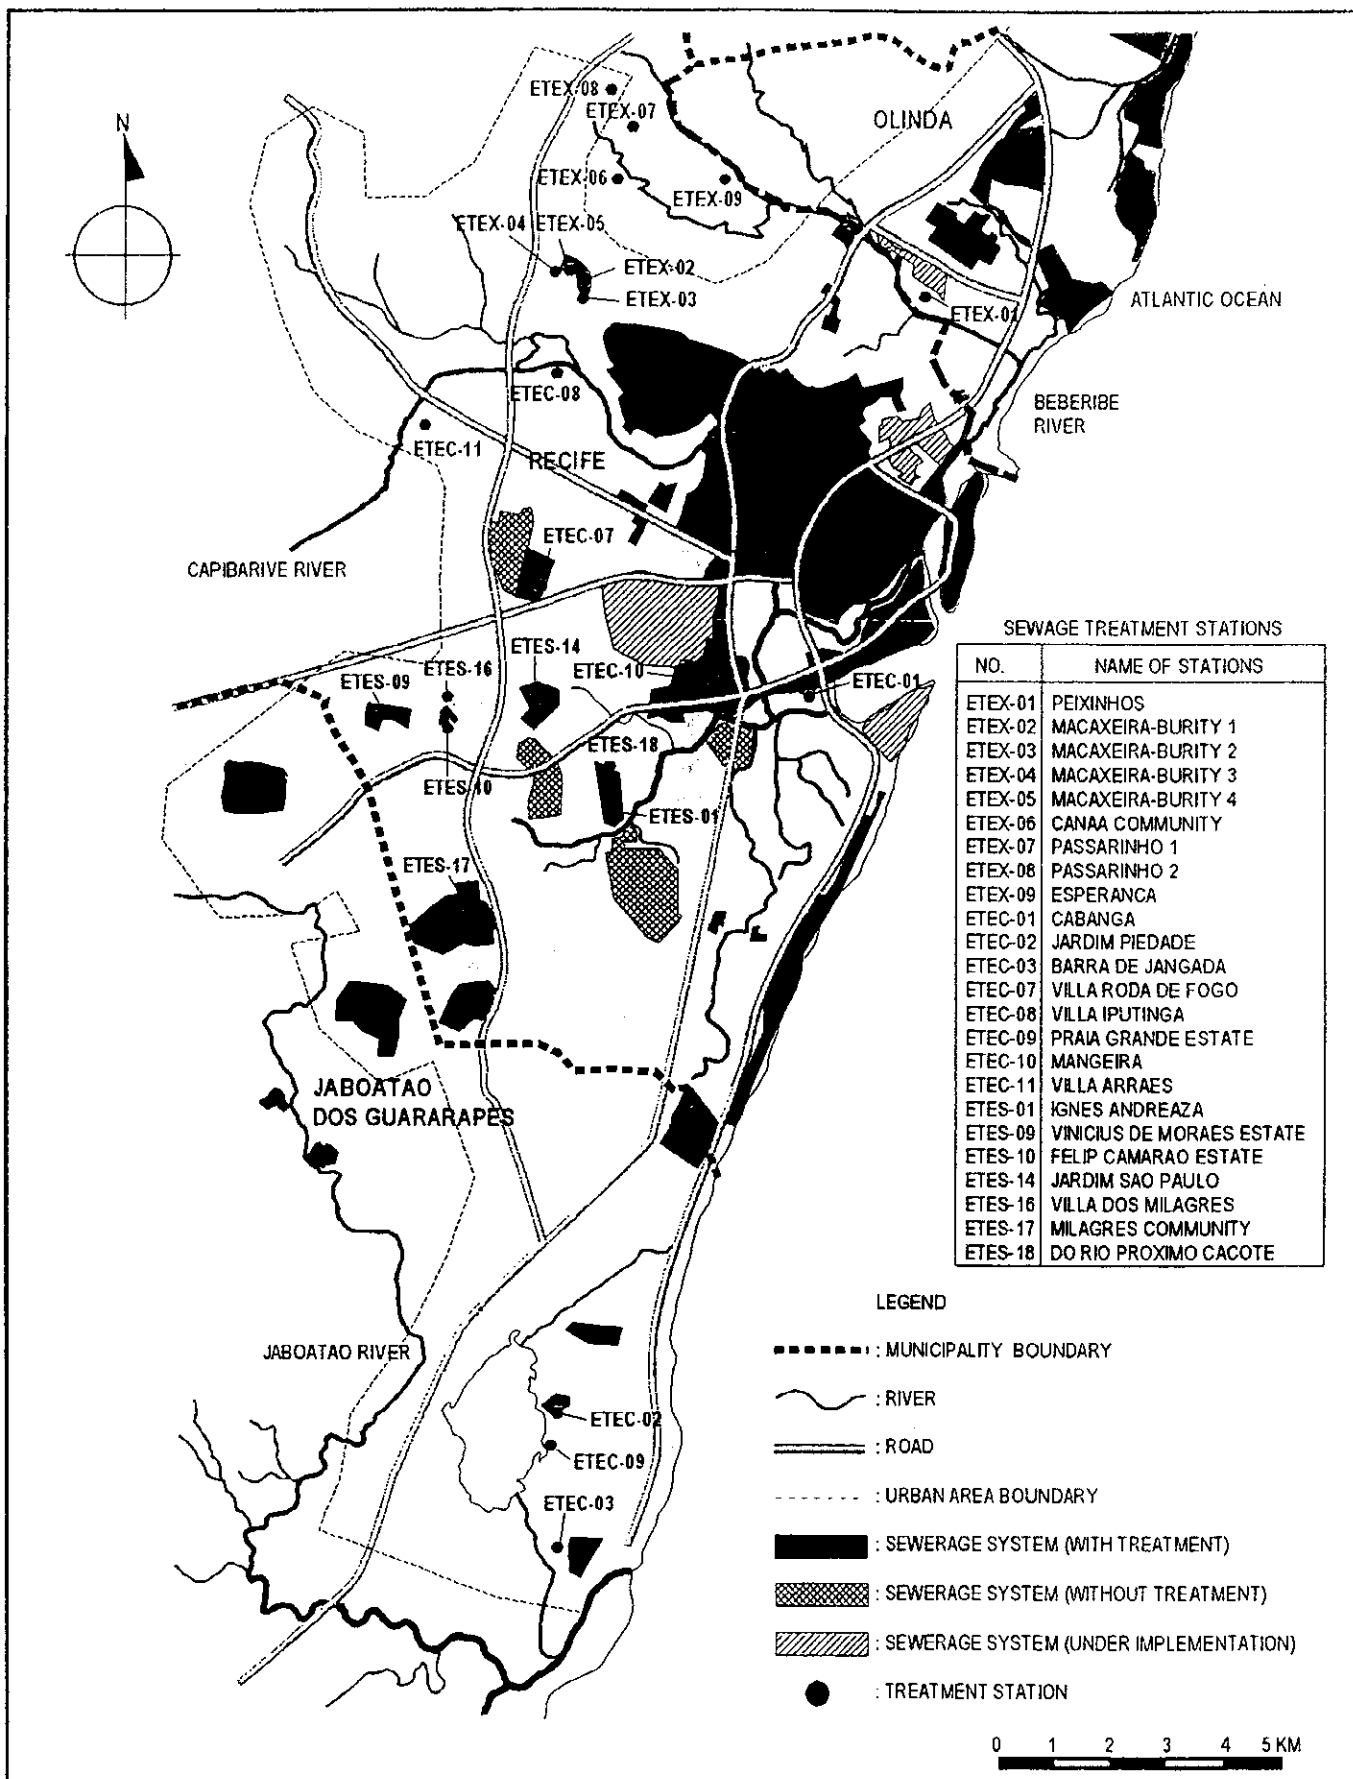 N
ETEX-08
ETEX-07
OLINDA
ETEX-06
ETEX-09
ETEX-04 ETEX-05
ETEX-02
ETEX-03
ETEX-01
ATLANTIC OCEAN
ETEC-08
BEBERIBE
RIVER
ETEC-11
RECIFE
ETEC-07
CAPIBARIVE RIVER
ETES-16
ETES-14
ETES-09
ETEC-10
ETEC-01
ETES-18
ETES-10
ETES-01
ETES-17
JABOATAO
DOS GUARARAPES
JABOATAO RIVER
ETEC-02
ETEC-09
ETEC-03
SEWAGE TREATMENT STATIONS
NO. NAME OF STATIONS
ETEX-01 PEIXINHOS
ETEX-02 MACAXEIRA-BURITY 1
ETEX-03 MACAXEIRA-BURITY 2
ETEX-04 MACAXEIRA-BURITY 3
ETEX-05 MACAXEIRA-BURITY 4
ETEX-06 CANAA COMMUNITY
ETEX-07 PASSARINHO 1
ETEX-08 PASSARINHO 2
ETEX-09 ESPERANCA
ETEC-01 CABANGA
ETEC-02 JARDIM PIEDADE
ETEC-03 BARRA DE JANGADA
ETEC-07 VILLA RODA DE FOGO
ETEC-08 VILLA IPUTINGA
ETEC-09 PRAIA GRANDE ESTATE
ETEC-10 MANGEIRA
ETEC-11 VILLA ARRAES
ETES-01 IGNES ANDREAZA
ETES-09 VINICIUS DE MORAES ESTATE
ETES-10 FELIP CAMARAO ESTATE
ETES-14 JARDIM SAO PAULO
ETES-16 VILLA DOS MILAGRES
ETES-17 MILAGRES COMMUNITY
ETES-18 DO RIO PROXIMO CACOTE
LEGEND
: MUNICIPALITY BOUNDARY
: RIVER
: ROAD
: URBAN AREA BOUNDARY
: SEWERAGE SYSTEM (WITH TREATMENT)
: SEWERAGE SYSTEM (WITHOUT TREATMENT)
: SEWERAGE SYSTEM (UNDER IMPLEMENTATION)
: TREATMENT STATION
0 1 2 3 4 5 KM